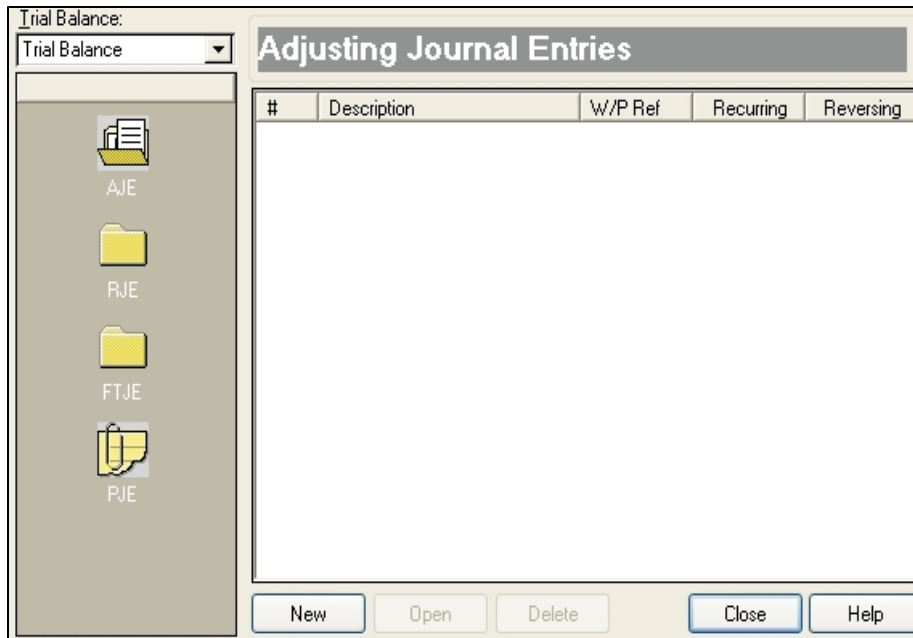 Trial Balance:
Trial Balance
AJE
RJE
FTJE
PJE
Adjusting Journal Entries
# Description W/P Ref Recurring Reversing
New Open Delete Close Help